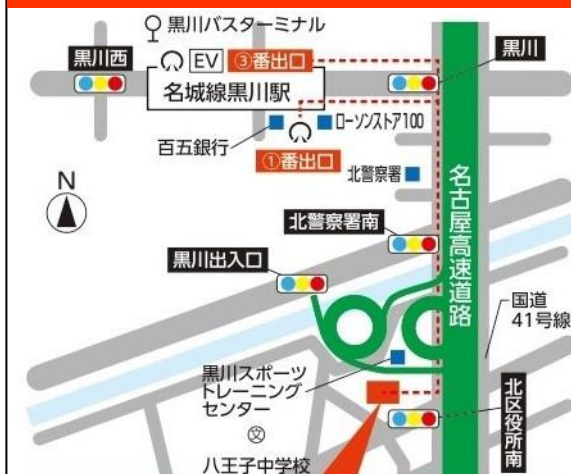 黒川バスターミナル
黒川西
EV
③番出口
黒川
名城線黒川駅
百五銀行
ローソンストア100
①番出口
北警察署
N
名古屋高速道路
北警察署南
黒川出入口
国道
41号線
黒川スポーツ
トレーニング
センター
北区役所南
文
八王子中学校